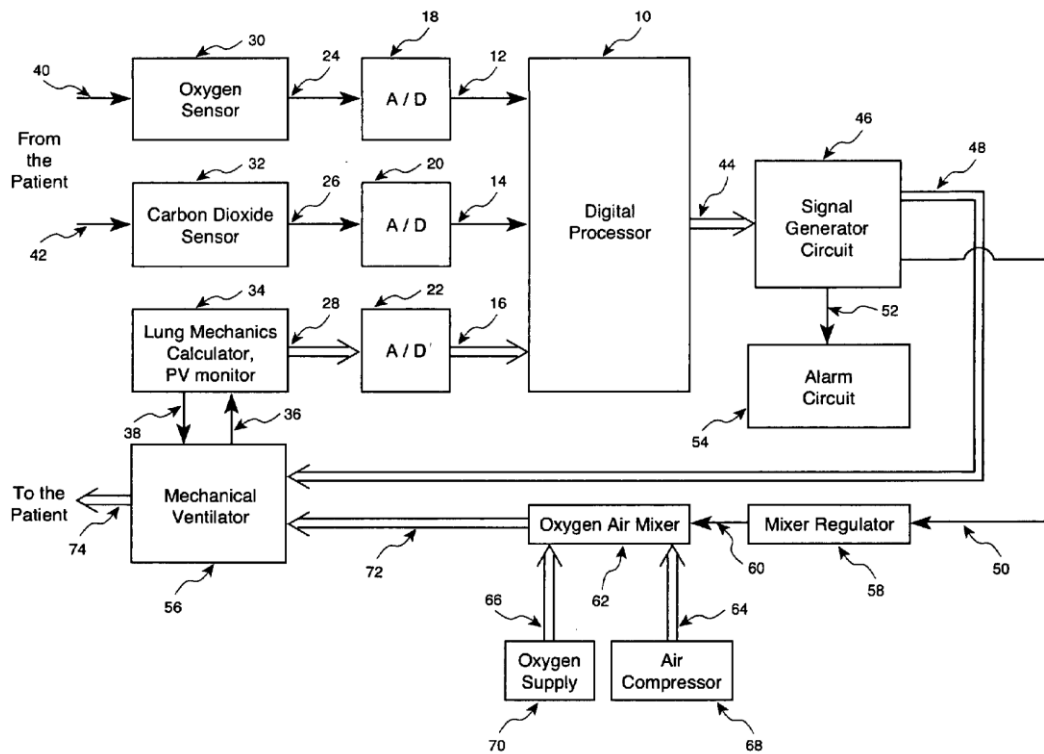 18
10
30
24
12
40
Oxygen
Sensor
A / D
From
the
Patient
46
48
32
26
20
14
44
42
Carbon Dioxide
Sensor
A / D
Digital
Processor
Signal
Generator
Circuit
34
28
22
16
52
Lung Mechanics
Calculator,
PV monitor
A / D
Alarm
Circuit
38
36
54
To the
Patient
74
Mechanical
Ventilator
56
72
Oxygen Air Mixer
62
60
Mixer Regulator
58
50
66
64
Oxygen
Supply
Air
Compressor
70
68